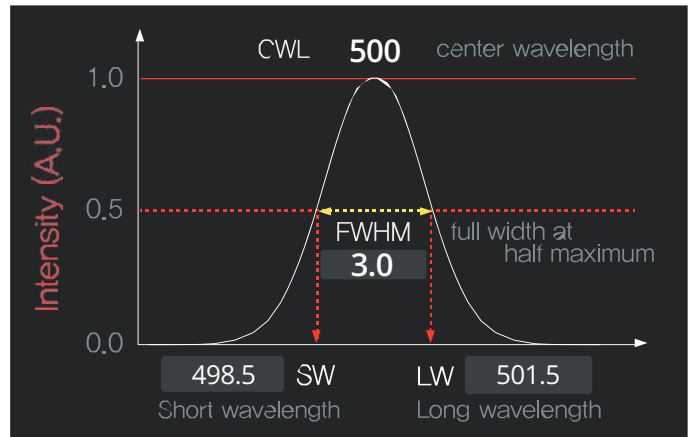 CWL 500 center wavelength
1.0
Intensity (A.U.)
0.5
FWHM
3.0
full width at
half maximum
0.0
498.5 SW
LW 501.5
Short wavelength
Long wavelength